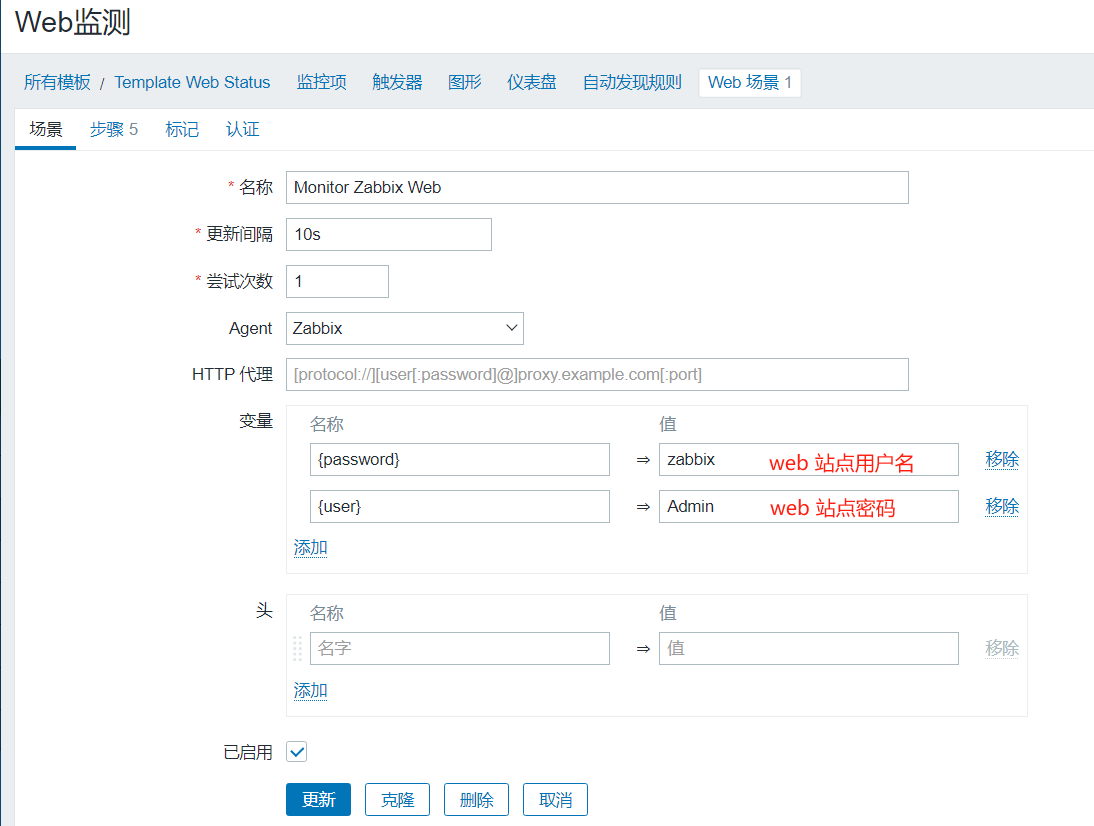 Web监测
所有模板 / Template Web Status 监控项 触发器 图形 仪表盘 自动发现规则 Web 场景 1
场景 步骤 5 标记 认证
* 名称 Monitor Zabbix Web
* 更新间隔 10s
* 尝试次数 1
Agent Zabbix
HTTP 代理 [protocol://][user[:password]@]proxy.example.com[:port]
变量 名称 值
{password} ⇒ zabbix web 站点用户名 移除
{user} ⇒ Admin web 站点密码 移除
添加
头 名称 值
名字 ⇒ 值 移除
添加
已启用
更新 克隆 删除 取消